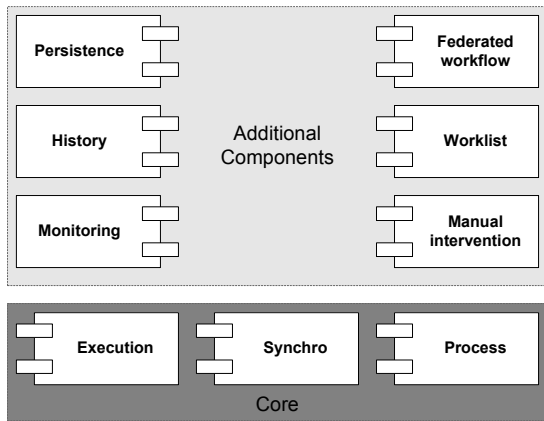 Persistence
Federated
workflow
History
Additional
Components
Worklist
Monitoring
Manual
intervention
Execution
Synchro
Process
Core